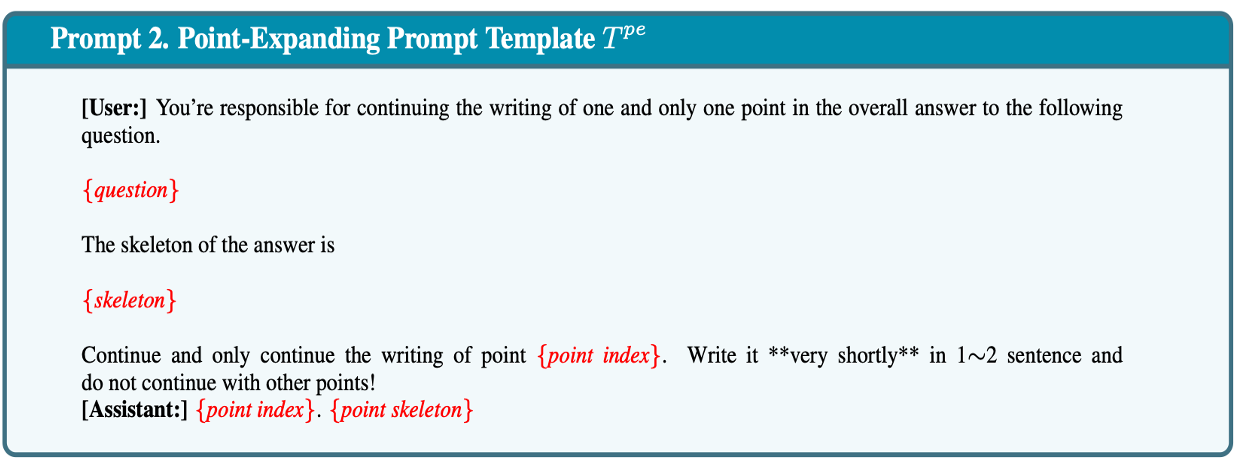 Prompt 2. Point-Expanding Prompt Template T^{pe}
[User:] You're responsible for continuing the writing of one and only one point in the overall answer to the following
question.
{question}
The skeleton of the answer is
{skeleton}
Continue and only continue the writing of point {point index}. Write it **very shortly** in 1~2 sentence and
do not continue with other points!
[Assistant:] {point index}. {point skeleton}